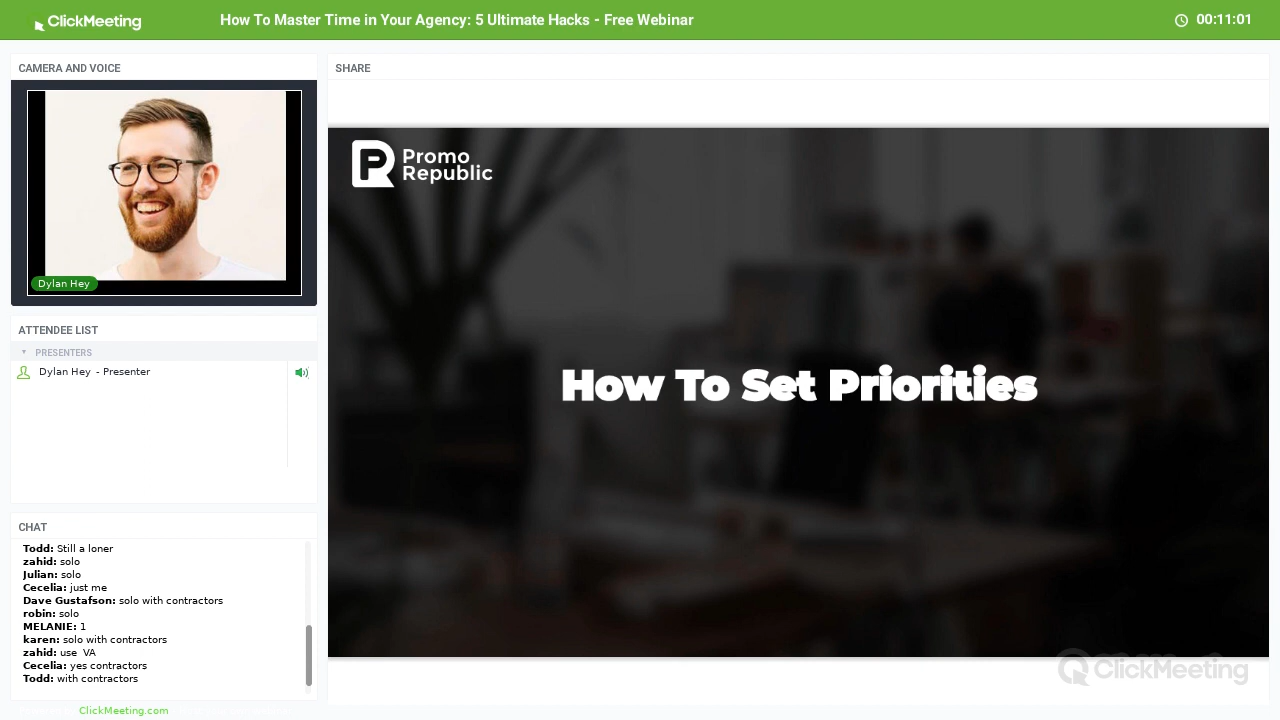 ClickMeeting
How To Master Time in Your Agency: 5 Ultimate Hacks - Free Webinar
00:11:01
CAMERA AND VOICE
Dylan Hey
ATTENDEE LIST
PRESENTERS
Dylan Hey - Presenter
CHAT
Todd: Still a loner
zahid: solo
Julian: solo
Cecelia: just me
Dave Gustafson: solo with contractors
robin: solo
MELANIE: 1
karen: solo with contractors
zahid: use VA
Cecelia: yes contractors
Todd: with contractors
ClickMeeting.com
SHARE
Promo
Republic
How To Set Priorities
ClickMeeting